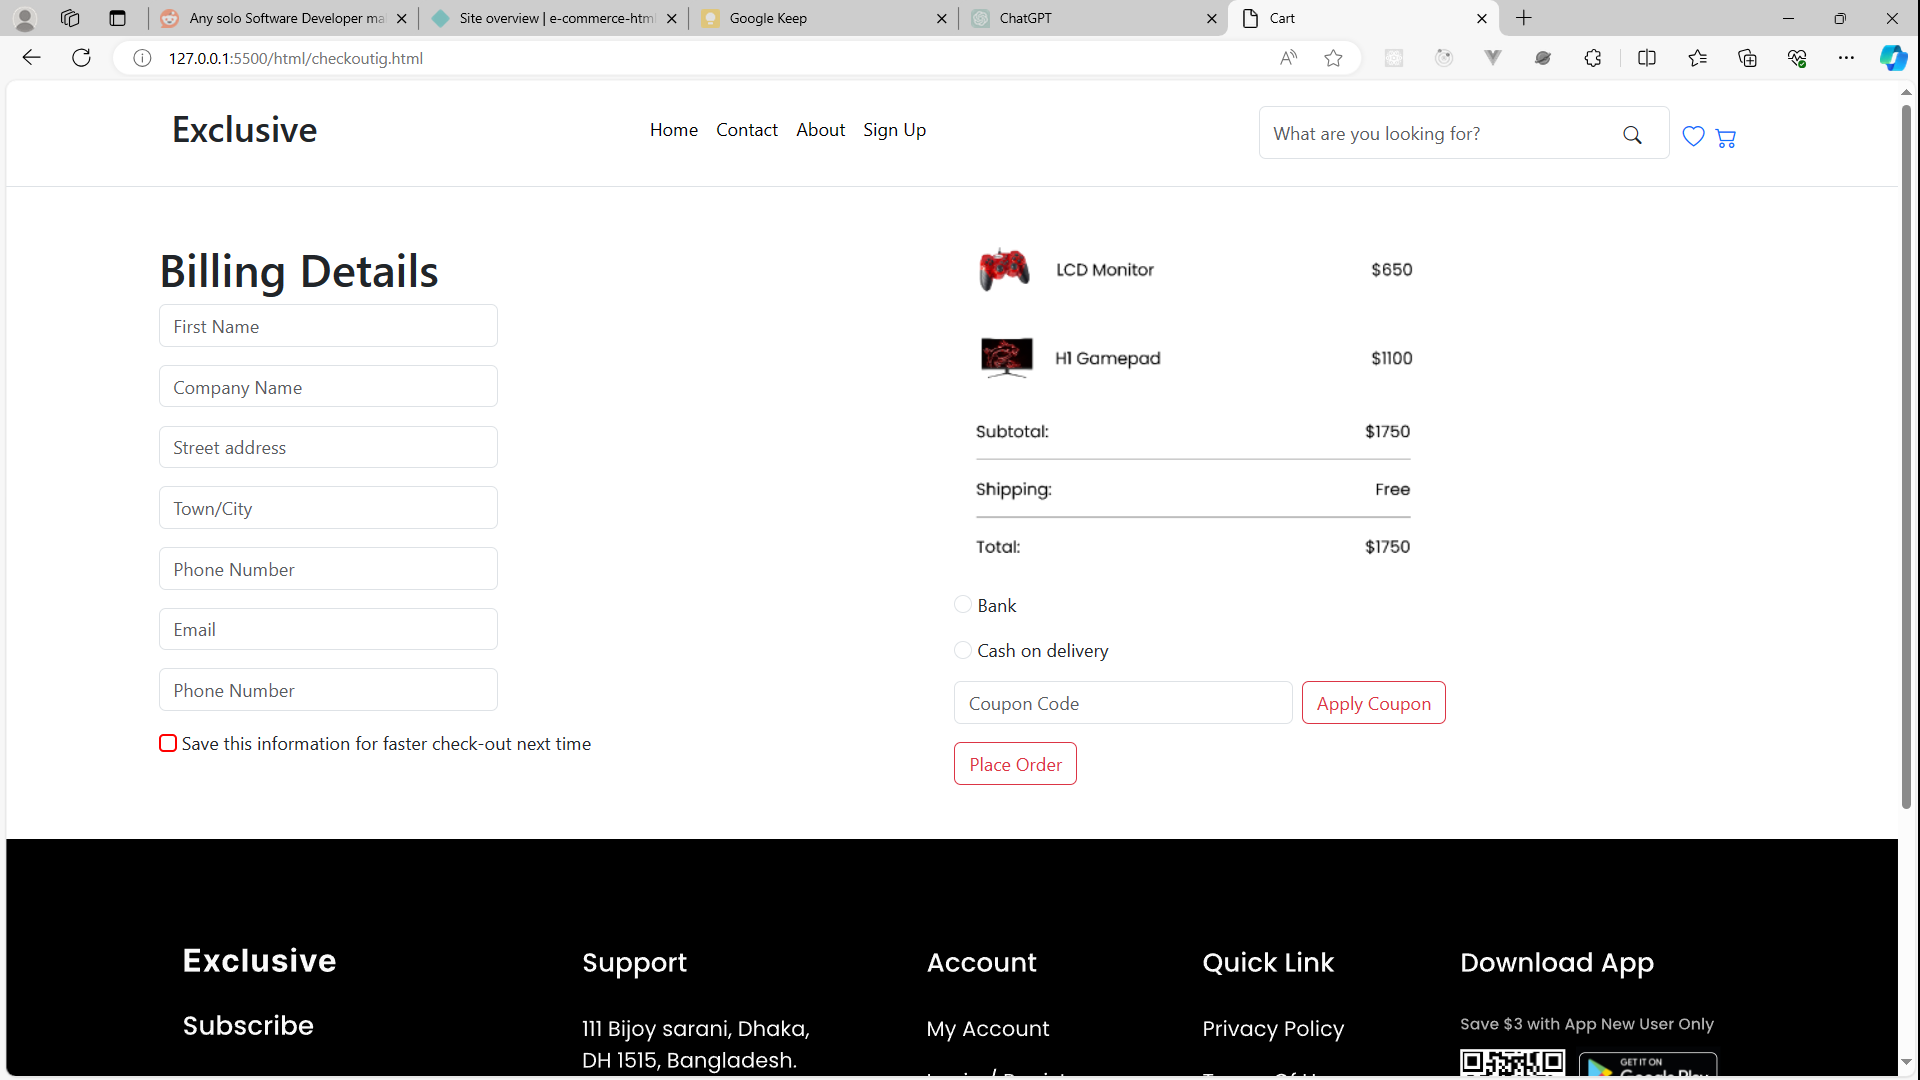 Any solo Software Developer mai
Site overview | e-commerce-html
Google Keep
ChatGPT
Cart
127.0.0.1:5500/html/checkoutig.html
Exclusive
Home Contact About Sign Up
What are you looking for?
Billing Details
First Name
Company Name
Street address
Town/City
Phone Number
Email
Phone Number
Save this information for faster check-out next time
LCD Monitor $650
H1 Gamepad $1100
Subtotal: $1750
Shipping: Free
Total: $1750
Bank
Cash on delivery
Coupon Code Apply Coupon
Place Order
Exclusive
Subscribe
Support
111 Bijoy sarani, Dhaka,
DH 1515, Bangladesh.
Account
My Account
Quick Link
Privacy Policy
Download App
Save $3 with App New User Only
GET IT ON
Google Play